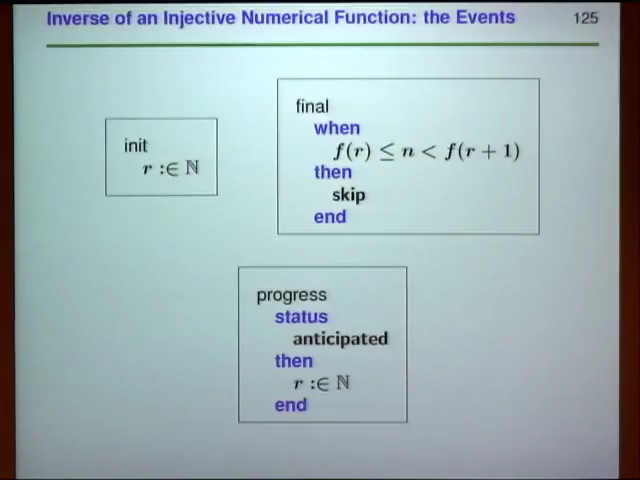 Inverse of an Injective Numerical Function: the Events 125
init
r :∈ ℕ
final
when
f(r) ≤ n < f(r + 1)
then
skip
end
progress
status
anticipated
then
r :∈ ℕ
end